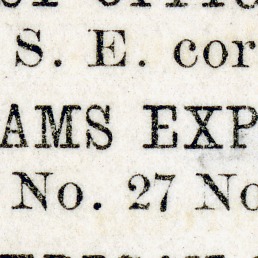 S. E. cor
AMS EXP
No. 27 No